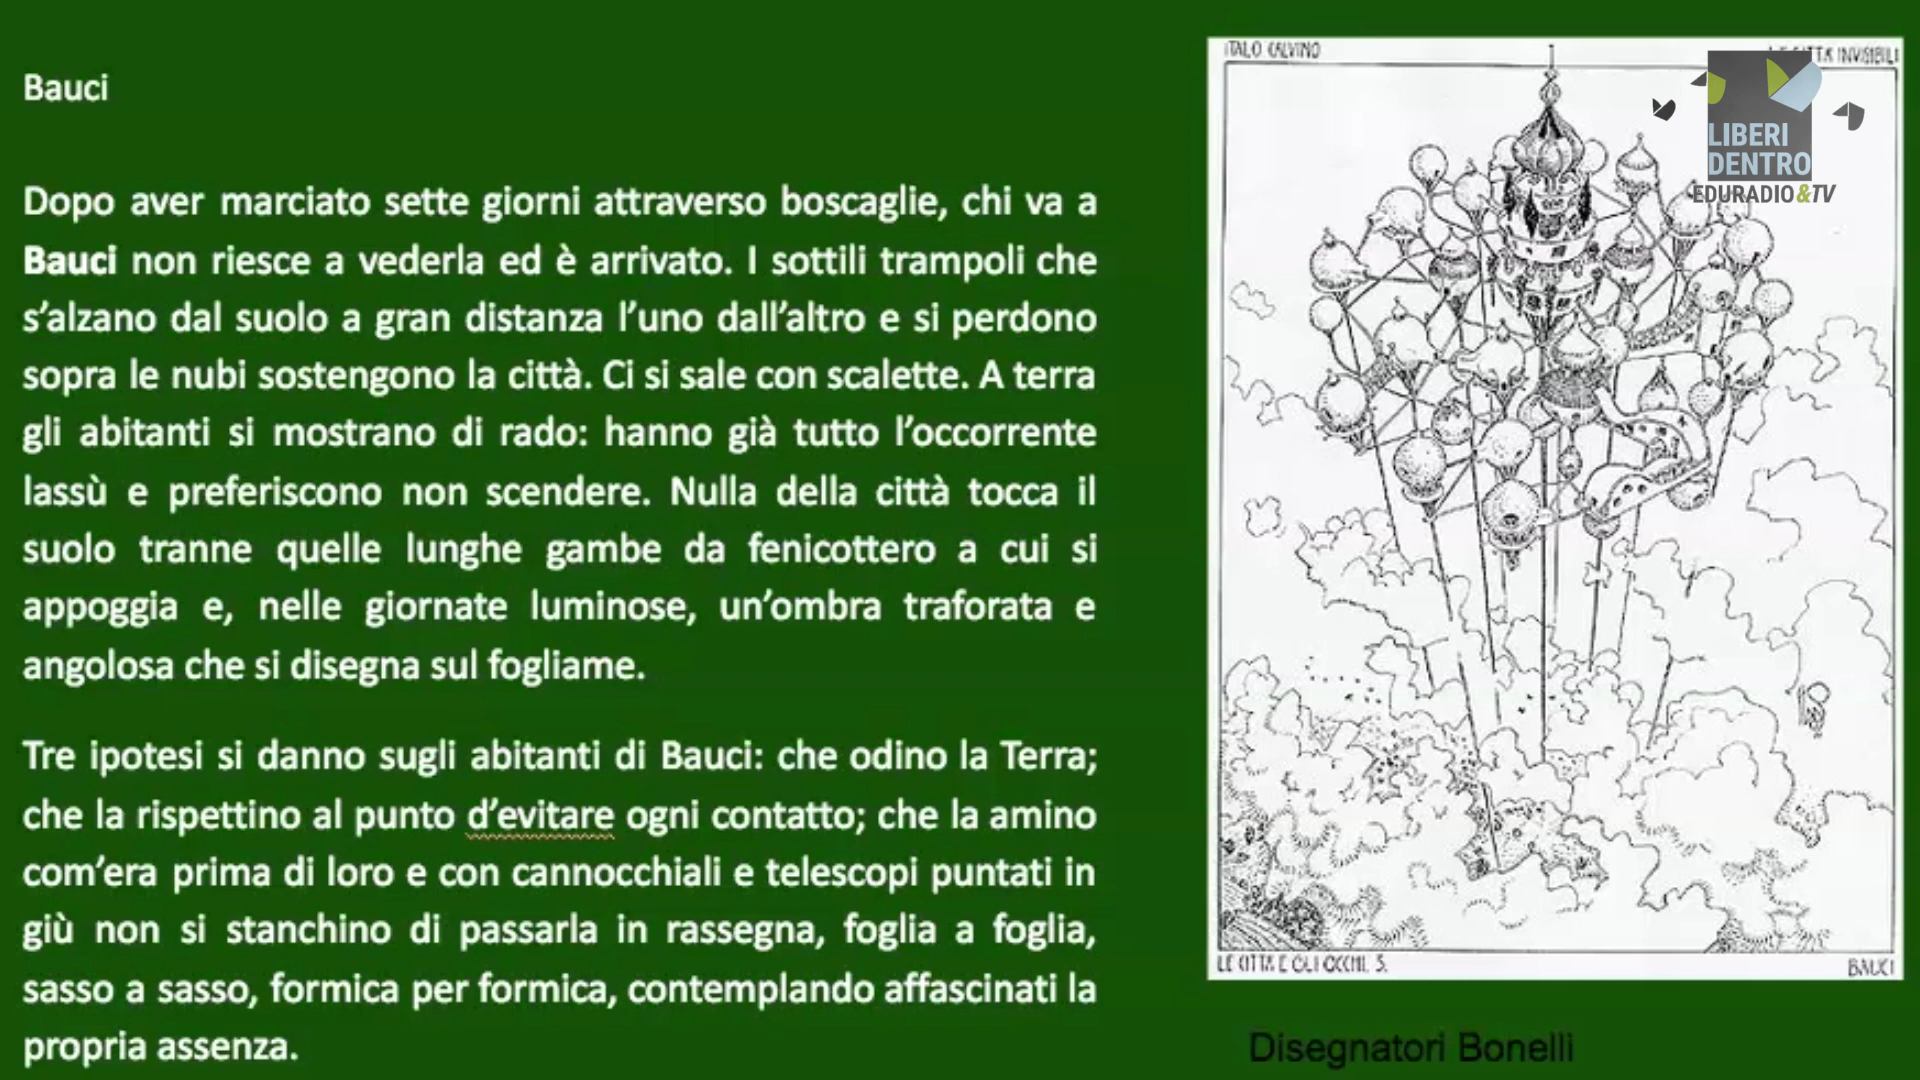 Bauci
Dopo aver marciato sette giorni attraverso boscaglie, chi va a
Bauci non riesce a vederla ed è arrivato. I sottili trampoli che
s’alzano dal suolo a gran distanza l’uno dall’altro e si perdono
sopra le nubi sostengono la città. Ci si sale con scalette. A terra
gli abitanti si mostrano di rado: hanno già tutto l’occorrente
lassù e preferiscono non scendere. Nulla della città tocca il
suolo tranne quelle lunghe gambe da fenicottero a cui si
appoggia e, nelle giornate luminose, un’ombra traforata e
angolosa che si disegna sul fogliame.
Tre ipotesi si danno sugli abitanti di Bauci: che odino la Terra;
che la rispettino al punto d’evitare ogni contatto; che la amino
com’era prima di loro e con cannocchiali e telescopi puntati in
giù non si stanchino di passarla in rassegna, foglia a foglia,
sasso a sasso, formica per formica, contemplando affascinati la
propria assenza.
ITALO CALVINO
INVISIBILI
LIBERI
DENTRO
EDURADIO&TV
LE CITTÀ E GLI OCCHI. 3.
BAUCI
Disegnatori Bonelli